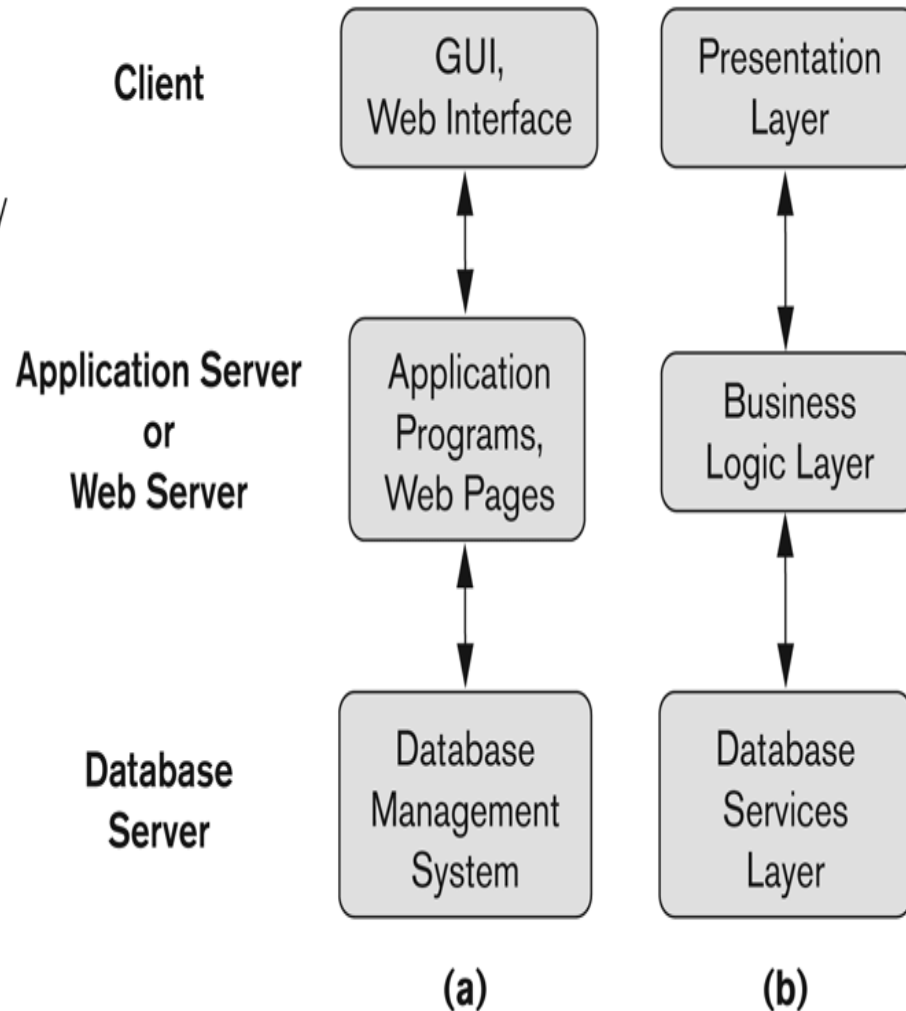 Client
GUI,
Web Interface
Presentation
Layer
Application Server
or
Web Server
Application
Programs,
Web Pages
Business
Logic Layer
Database
Server
Database
Management
System
Database
Services
Layer
(a)
(b)